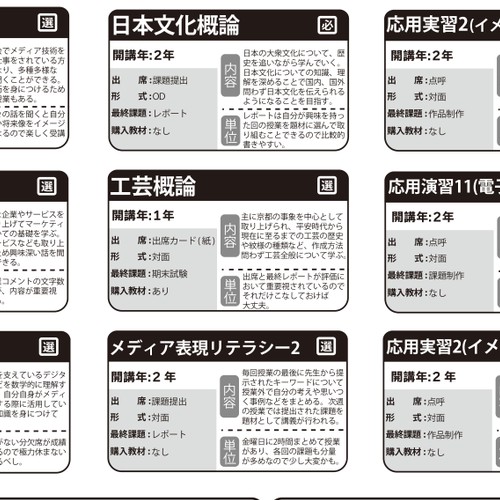 選
会でメディア技術を
仕事をされている方
なり、多種多様な
聞くことができる。
術を身につけるため
授業もある。
々の話を聞くと自分
や将来像をイメージ
なるので楽しく受講
日本文化概論
必
開講年:2年
出 席:課題提出
形 式:OD
最終課題:レポート
購入教材:なし
内容
日本の大衆文化について、歴
史を追いながら学んでいく。
日本文化についての知識、理
解を深めることで国内、国外
問わず日本文化を伝えられる
ようになることを目指す。
単位
レポートは自分が興味を持っ
た回の授業を題材に選んで取
り組むことできるので比較的
書きやすい。
応用実習2(イメ
開講年:2年
出 席:点呼
形 式:対面
最終課題:作品制作
購入教材:なし
選
は企業やサービスを
り上げてマーケティ
いての基礎を学ぶ。
ービスなども取り上
ため興味深い話を聞
できる。
はコメントの文字数
が、内容が重要視
る。
工芸概論
選
開講年:1年
出 席:出席カード(紙)
形 式:対面
最終課題:期末試験
購入教材:あり
内容
主に京都の事象を中心として
取り上げられ、平安時代から
現在に至るまでの工芸の歴史
や紋様の種類など、作成方法
問わず工芸全般について学ぶ。
単位
出席と最終レポートが評価に
おいて重要視されているので
それだけこなしておけば
大丈夫。
応用演習11(電子
開講年:2年
出 席:点呼
形 式:対面
最終課題:課題制作
購入教材:なし
選
を支えているデジタ
どを数学的に理解す
、自分自身がメディ
する際に活用してい
知識を身につけて
がない分欠席が成績
るので極力休まない
るべし。
メディア表現リテラシー2
選
開講年:2年
出 席:課題提出
形 式:対面
最終課題:レポート
購入教材:なし
内容
毎回授業の最後に先生から提
示されたキーワードについて
授業外で自分の考えや思いつ
く事例などをまとめる。次週
の授業では提出された課題を
題材として講義が行われる。
単位
金曜日に2時間まとめて授業
があり、各回の課題も分量
が多めなので少し大変かも。
応用実習2(イメ
開講年:2年
出 席:点呼
形 式:対面
最終課題:作品制作
購入教材:なし